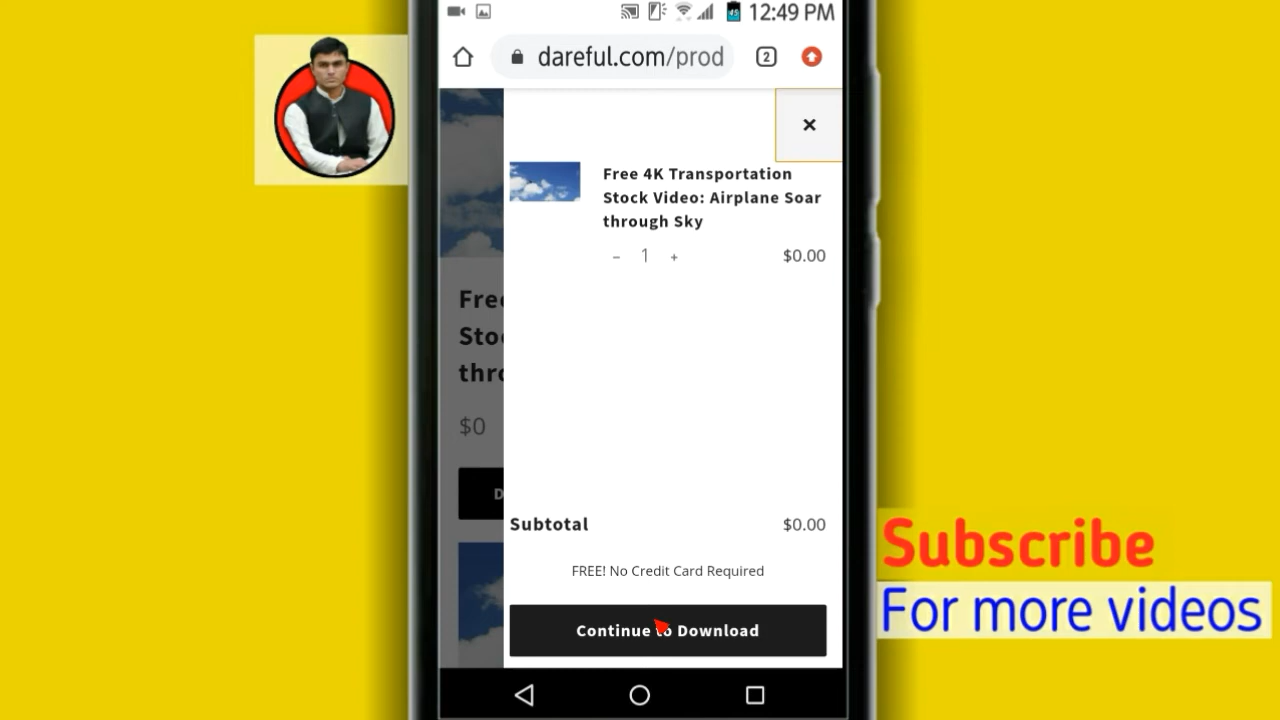 12:49 PM
dareful.com/prod
2
×
Free 4K Transportation
Stock Video: Airplane Soar
through Sky
− 1 +
$0.00
Free
Sto
thro
$0
D
Subtotal
$0.00
FREE! No Credit Card Required
Continue to Download
Subscribe
For more videos